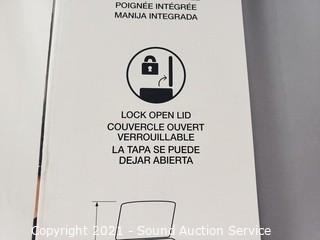 POIGNÉE INTÉGRÉE
MANIJA INTEGRADA
LOCK OPEN LID
COUVERCLE OUVERT
VERROUILLABLE
LA TAPA SE PUEDE
DEJAR ABIERTA
Copyright 2021 - Sound Auction Service